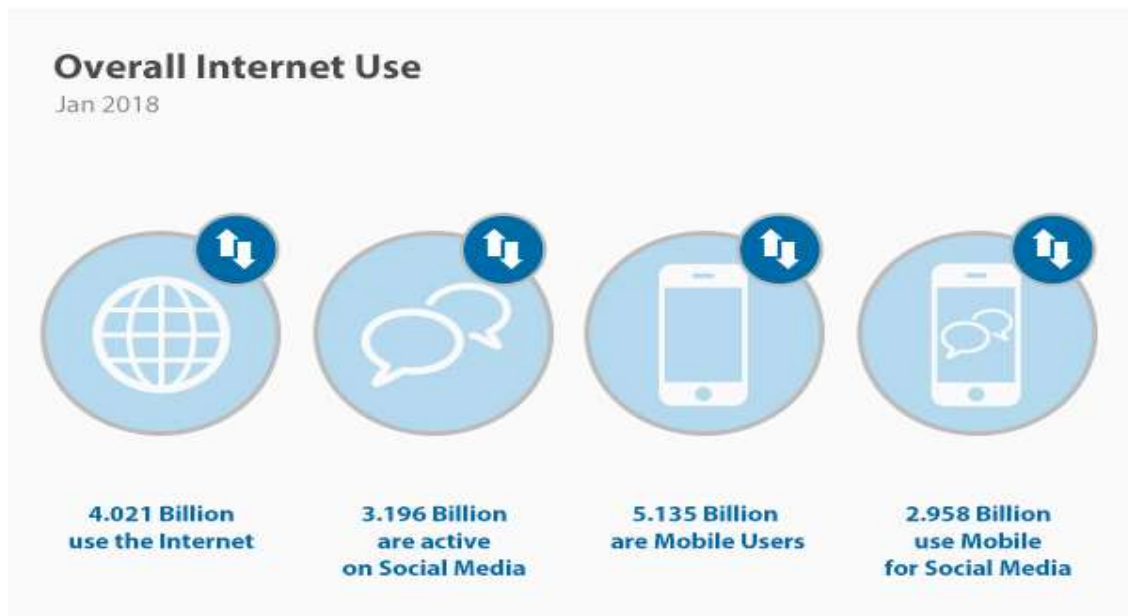 Overall Internet Use
Jan 2018
4.021 Billion
use the Internet
3.196 Billion
are active
on Social Media
5.135 Billion
are Mobile Users
2.958 Billion
use Mobile
for Social Media